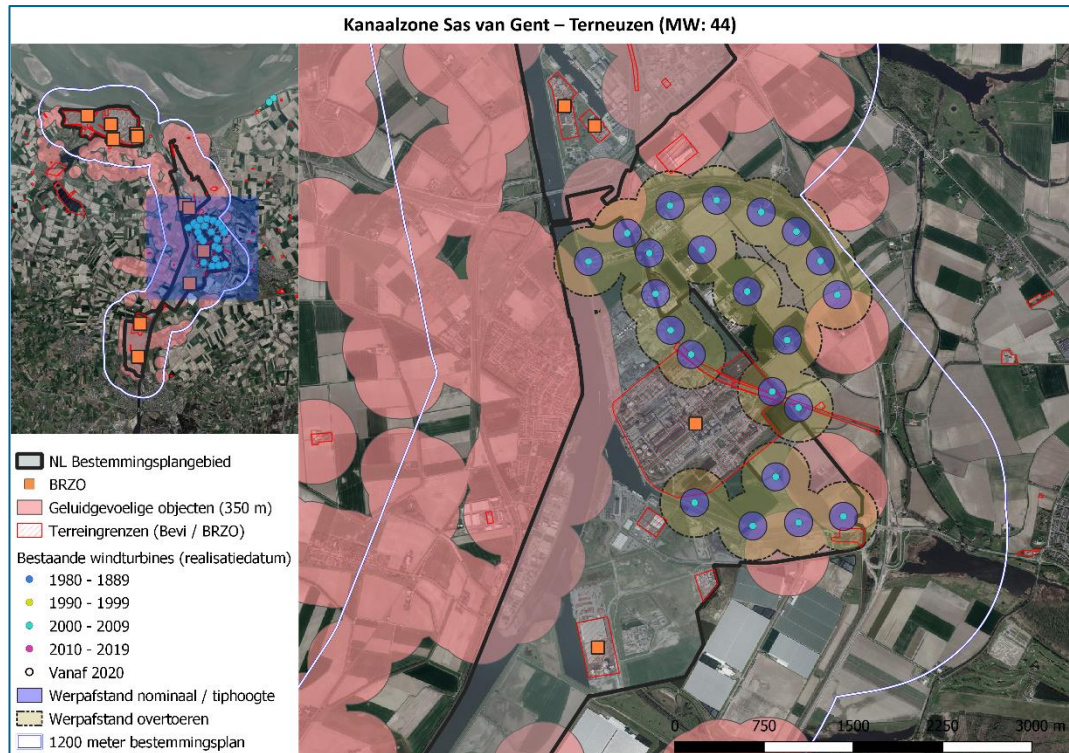 Kanaalzone Sas van Gent – Terneuzen (MW: 44)
NL Bestemmingsplangebied
BRZO
Geluidgevoelige objecten (350 m)
Terreingrenzen (Bevi / BRZO)
Bestaande windturbines (realisatiedatum)
1980 - 1889
1990 - 1999
2000 - 2009
2010 - 2019
Vanaf 2020
Werpafstand nominaal / tiphoogte
Werpafstand overtoeren
1200 meter bestemmingsplan
0 750 1500 2250 3000 m